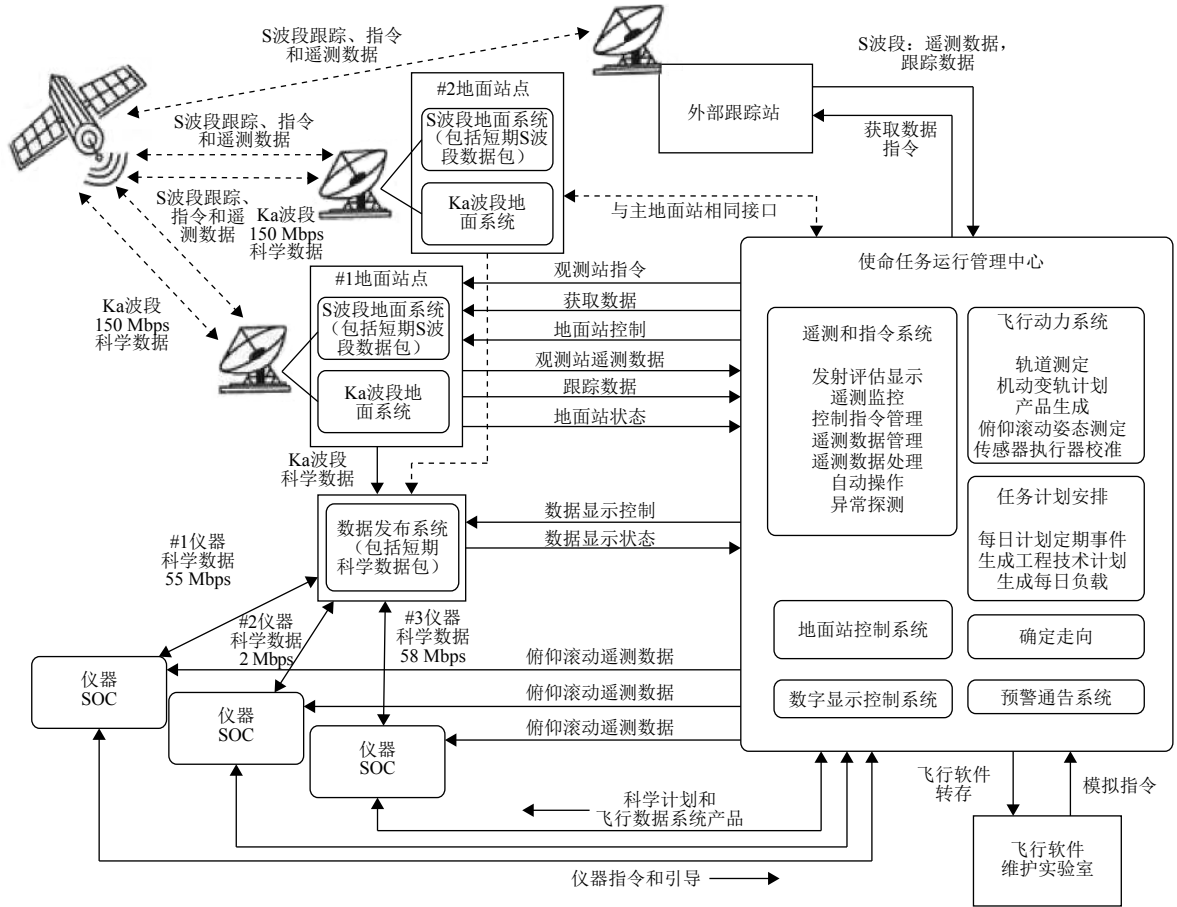 S波段跟踪、指令
和遥测数据
S波段：遥测数据，
跟踪数据
#2地面站点
S波段地面系统
（包括短期S波
段数据包）
Ka波段地
面系统
外部跟踪站
获取数据
指令
S波段跟踪、指令
和遥测数据
S波段跟踪、
指令和遥
测数据
Ka波段
150 Mbps
科学数据
与主地面站相同接口
Ka波段
150 Mbps
科学数据
#1地面站点
S波段地面系统
（包括短期S波
段数据包）
Ka波段地
面系统
观测站指令
获取数据
地面站控制
观测站遥测数据
跟踪数据
地面站状态
使命任务运行管理中心
遥测和指令系统
发射评估显示
遥测监控
控制指令管理
遥测数据管理
遥测数据处理
自动操作
异常探测
飞行动力系统
轨道测定
机动变轨计划
产品生成
俯仰滚动姿态测定
传感器执行器校准
任务计划安排
每日计划定期事件
生成工程技术计划
生成每日负载
地面站控制系统
确定走向
数字显示控制系统
预警通告系统
Ka波段
科学数据
数据发布系统
（包括短期
科学数据包）
数据显示控制
数据显示状态
#1仪器
科学数据
55 Mbps
#2仪器
科学数据
2 Mbps
#3仪器
科学数据
58 Mbps
俯仰滚动遥测数据
俯仰滚动遥测数据
俯仰滚动遥测数据
仪器
SOC
仪器
SOC
仪器
SOC
科学计划和
飞行数据系统产品
仪器指令和引导
飞行软件
转存
模拟指令
飞行软件
维护实验室